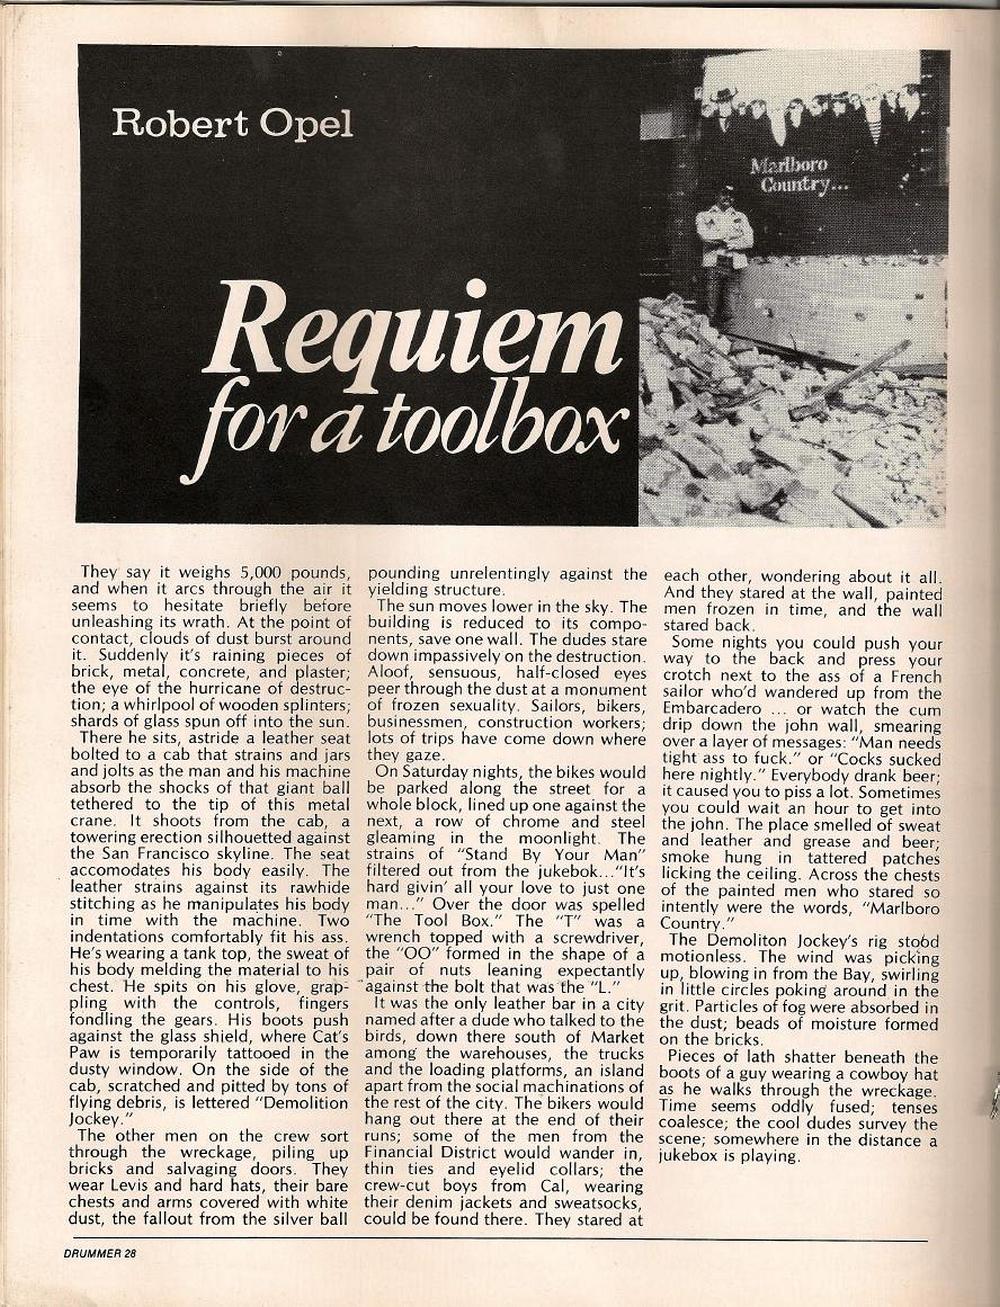 Robert Opel
Marlboro
Country...
Requiem
for a toolbox
They say it weighs 5,000 pounds,
and when it arcs through the air it
seems to hesitate briefly before
unleashing its wrath. At the point of
contact, clouds of dust burst around
it. Suddenly it's raining pieces of
brick, metal, concrete, and plaster;
the eye of the hurricane of destruc-
tion; a whirlpool of wooden splinters;
shards of glass spun off into the sun.
There he sits, astride a leather seat
bolted to a cab that strains and jars
and jolts as the man and his machine
absorb the shocks of that giant ball
tethered to the tip of this metal
crane. It shoots from the cab, a
towering erection silhouetted against
the San Francisco skyline. The seat
accomodates his body easily. The
leather strains against its rawhide
stitching as he manipulates his body
in time with the machine. Two
indentations comfortably fit his ass.
He's wearing a tank top, the sweat of
his body melding the material to his
chest. He spits on his glove, grap-
pling with the controls, fingers
fondling the gears. His boots push
against the glass shield, where Cat's
Paw is temporarily tattooed in the
dusty window. On the side of the
cab, scratched and pitted by tons of
flying debris, is lettered "Demolition
Jockey."
The other men on the crew sort
through the wreckage, piling up
bricks and salvaging doors. They
wear Levis and hard hats, their bare
chests and arms covered with white
dust, the fallout from the silver ball
pounding unrelentingly against the
yielding structure.
The sun moves lower in the sky. The
building is reduced to its compo-
nents, save one wall. The dudes stare
down impassively on the destruction.
Aloof, sensuous, half-closed eyes
peer through the dust at a monument
of frozen sexuality. Sailors, bikers,
businessmen, construction workers;
lots of trips have come down where
they gaze.
On Saturday nights, the bikes would
be parked along the street for a
whole block, lined up one against the
next, a row of chrome and steel
gleaming in the moonlight. The
strains of "Stand By Your Man"
filtered out from the jukebok..."It's
hard givin' all your love to just one
man..." Over the door was spelled
"The Tool Box." The "T" was a
wrench topped with a screwdriver,
the "OO" formed in the shape of a
pair of nuts leaning expectantly
against the bolt that was the "L."
It was the only leather bar in a city
named after a dude who talked to the
birds, down there south of Market
among the warehouses, the trucks
and the loading platforms, an island
apart from the social machinations of
the rest of the city. The bikers would
hang out there at the end of their
runs; some of the men from the
Financial District would wander in,
thin ties and eyelid collars; the
crew-cut boys from Cal, wearing
their denim jackets and sweatsocks,
could be found there. They stared at
each other, wondering about it all.
And they stared at the wall, painted
men frozen in time, and the wall
stared back.
Some nights you could push your
way to the back and press your
crotch next to the ass of a French
sailor who'd wandered up from the
Embarcadero ... or watch the cum
drip down the john wall, smearing
over a layer of messages: "Man needs
tight ass to fuck." or "Cocks sucked
here nightly." Everybody drank beer;
it caused you to piss a lot. Sometimes
you could wait an hour to get into
the john. The place smelled of sweat
and leather and grease and beer;
smoke hung in tattered patches
licking the ceiling. Across the chests
of the painted men who stared so
intently were the words, "Marlboro
Country."
The Demoliton Jockey's rig stood
motionless. The wind was picking
up, blowing in from the Bay, swirling
in little circles poking around in the
grit. Particles of fog were absorbed in
the dust; beads of moisture formed
on the bricks.
Pieces of lath shatter beneath the
boots of a guy wearing a cowboy hat
as he walks through the wreckage.
Time seems oddly fused; tenses
coalesce; the cool dudes survey the
scene; somewhere in the distance a
jukebox is playing.
DRUMMER 28